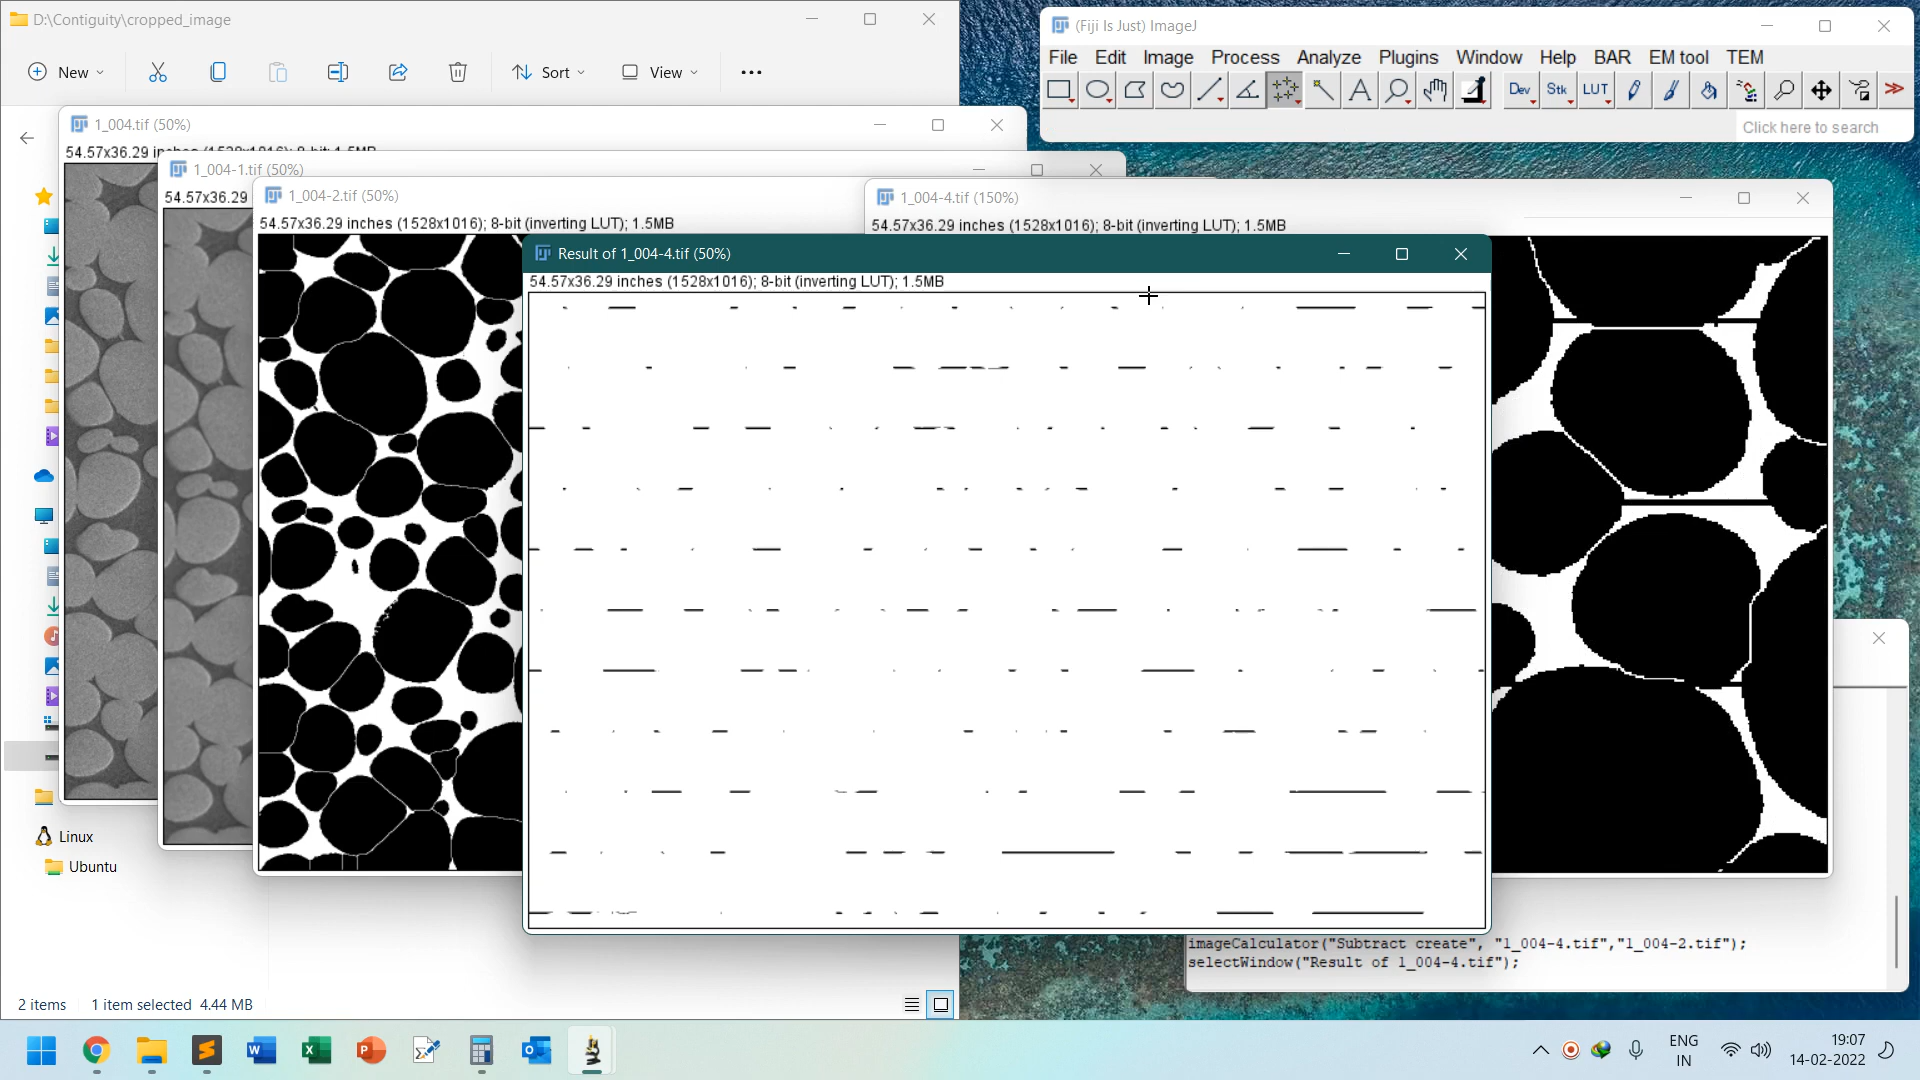 D:\Contiguity\cropped_image
(Fiji Is Just) ImageJ
File Edit Image Process Analyze Plugins Window Help BAR EM tool TEM
New Sort View
Dev Stk LUT
Click here to search
1_004.tif (50%)
1_004-1.tif (50%)
54.57x36.29
1_004-2.tif (50%)
54.57x36.29 inches (1528x1016); 8-bit (inverting LUT); 1.5MB
1_004-4.tif (150%)
54.57x36.29 inches (1528x1016); 8-bit (inverting LUT); 1.5MB
Result of 1_004-4.tif (50%)
54.57x36.29 inches (1528x1016); 8-bit (inverting LUT); 1.5MB
Linux
Ubuntu
imageCalculator("Subtract create", "1_004-4.tif","1_004-2.tif");
selectWindow("Result of 1_004-4.tif");
2 items 1 item selected 4.44 MB
ENG
IN
19:07
14-02-2022